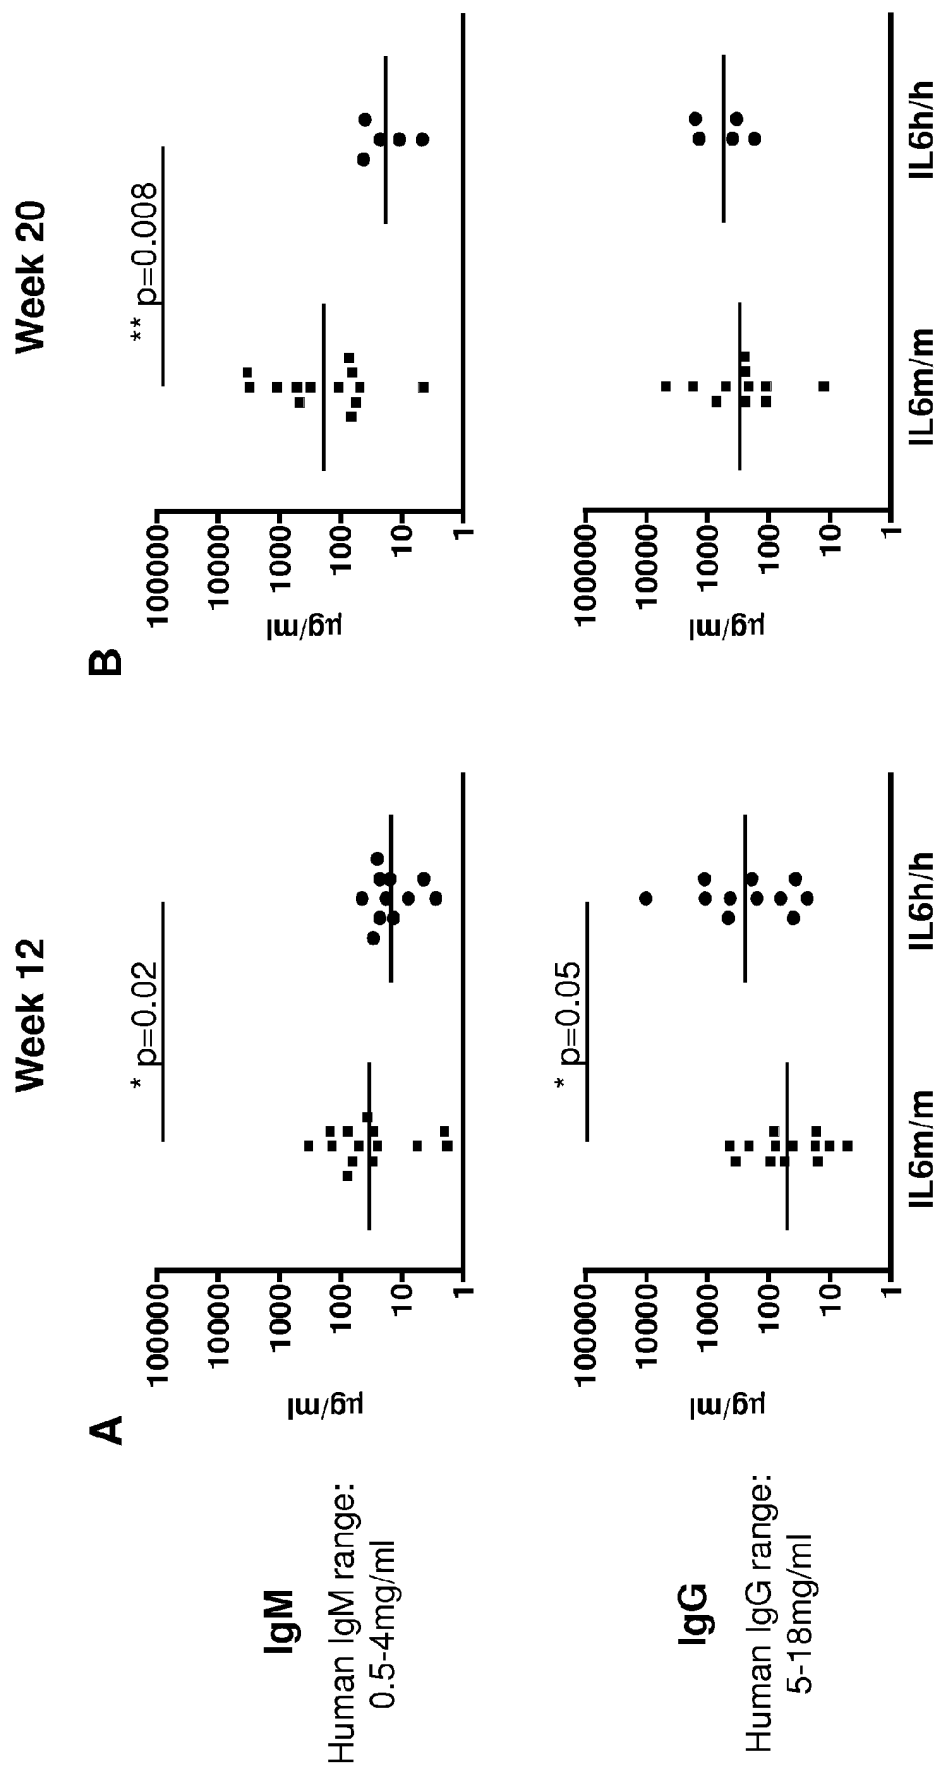 Week 12
Week 20
A
B
IgM
Human IgM range:
0.5-4mg/ml
µg/ml
100000
10000
1000
100
10
1
* p=0.02
µg/ml
100000
10000
1000
100
10
1
** p=0.008
IgG
Human IgG range:
5-18mg/ml
µg/ml
100000
10000
1000
100
10
1
* p=0.05
IL6m/m
IL6h/h
µg/ml
100000
10000
1000
100
10
1
IL6m/m
IL6h/h